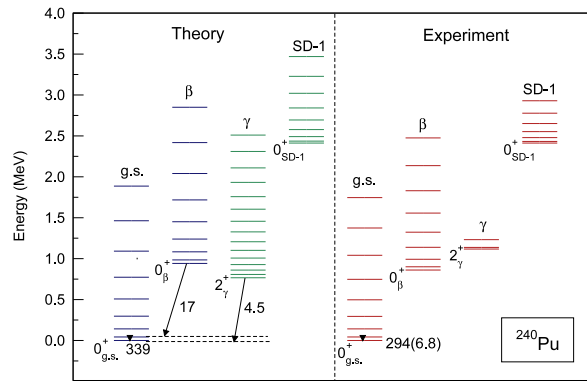 Theory
Experiment
SD-1
SD-1
β
β
γ
γ
g.s.
g.s.
0+SD-1
0+SD-1
0+β
0+β
2+γ
2+γ
17
4.5
0+g.s.
339
0+g.s.
294(6.8)
240Pu
Energy (MeV)
4.0
3.5
3.0
2.5
2.0
1.5
1.0
0.5
0.0